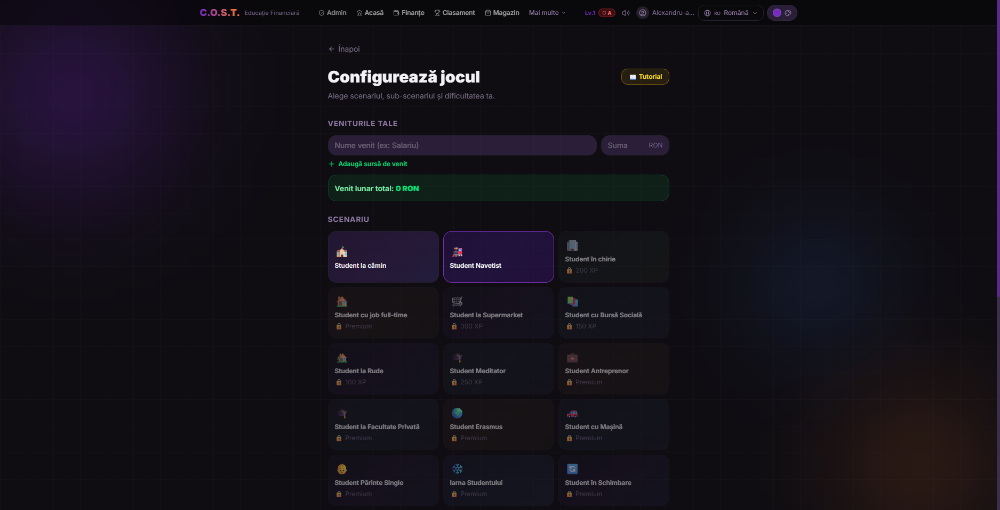 C.O.S.T. Educație Financiară Admin Acasă Finanțe Clasament Magazin Mai multe Lv.1 A Alexandru-a... RO Română
Înapoi
Configurează jocul
Tutorial
Alege scenariul, sub-scenariul și dificultatea ta.
VENITURILE TALE
Nume venit (ex: Salariu) Suma RON
Adaugă sursă de venit
Venit lunar total: 0 RON
SCENARIU
Student la cămin
Student Navetist
Student în chirie
200 XP
Student cu job full-time
Premium
Student la Supermarket
300 XP
Student cu Bursă Socială
150 XP
Student la Rude
100 XP
Student Meditator
250 XP
Student Antreprenor
Premium
Student la Facultate Privată
Premium
Student Erasmus
Premium
Student cu Mașină
Premium
Student Părinte Single
Premium
Iarna Studentului
Premium
Student în Schimbare
Premium